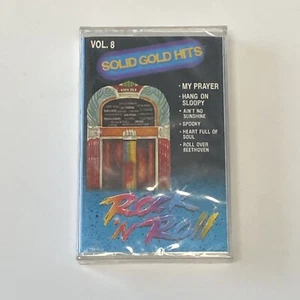 VOL. 8
SOLID GOLD HITS
• MY PRAYER
• HANG ON
SLOOPY
• AIN'T NO
SUNSHINE
• SPOOKY
• HEART FULL OF
SOUL
• ROLL OVER
BEETHOVEN
ROCK
'N' ROLL